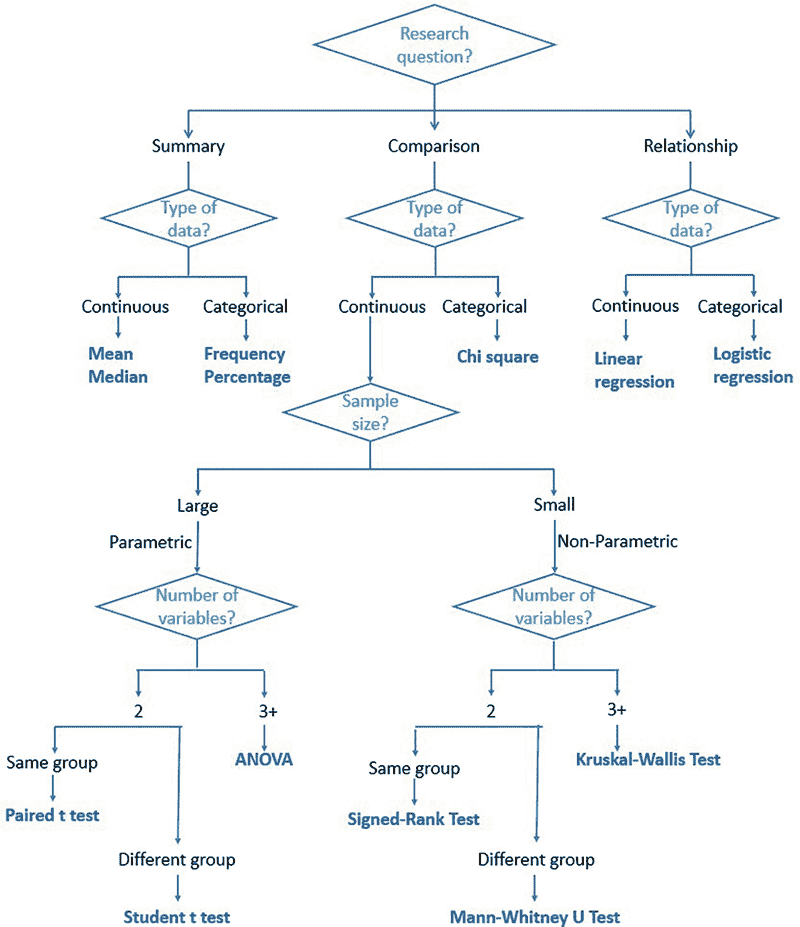 Research
question?
Summary
Comparison
Relationship
Type of
data?
Type of
data?
Type of
data?
Continuous
Categorical
Continuous
Categorical
Continuous
Categorical
Mean
Median
Frequency
Percentage
Chi square
Linear
regression
Logistic
regression
Sample
size?
Large
Small
Parametric
Non-Parametric
Number of
variables?
Number of
variables?
2
3+
2
3+
Same group
ANOVA
Same group
Kruskal-Wallis Test
Paired t test
Signed-Rank Test
Different group
Different group
Student t test
Mann-Whitney U Test